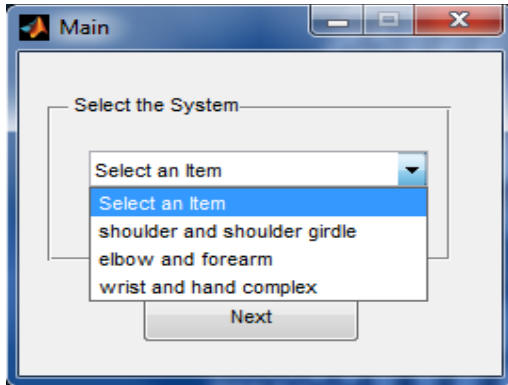 Main
Select the System
Select an Item
Select an Item
shoulder and shoulder girdle
elbow and forearm
wrist and hand complex
Next